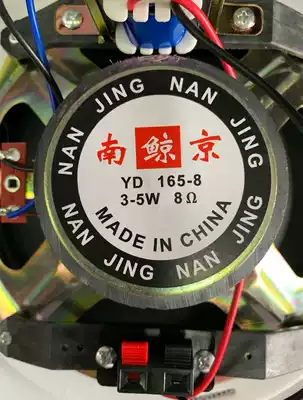 NAN JING NAN JING
南鲸京
YD 165-8
3-5W 8Ω
MADE IN CHINA
NAN JING NAN JING